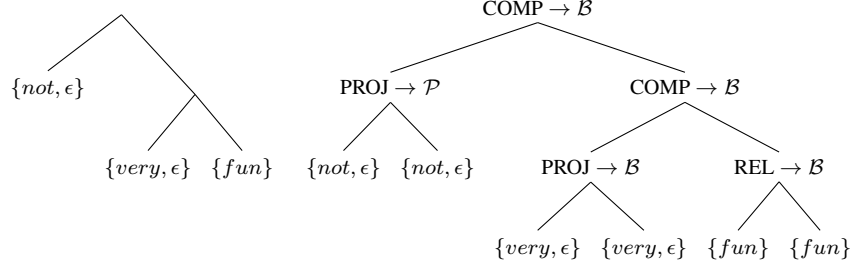 COMP → ℬ
{not, ϵ} PROJ → 𝒫 COMP → ℬ
{very, ϵ} {fun} {not, ϵ} {not, ϵ} PROJ → ℬ REL → ℬ
{very, ϵ} {very, ϵ} {fun} {fun}